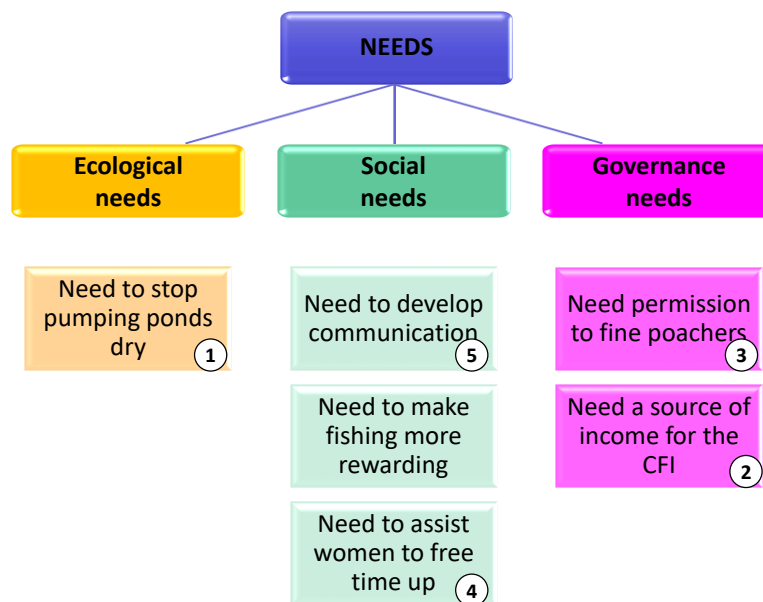 NEEDS
Ecological
needs
Social
needs
Governance
needs
Need to stop
pumping ponds
dry
1
Need to develop
communication
5
Need permission
to fine poachers
3
Need to make
fishing more
rewarding
Need a source of
income for the
CFI
2
Need to assist
women to free
time up
4